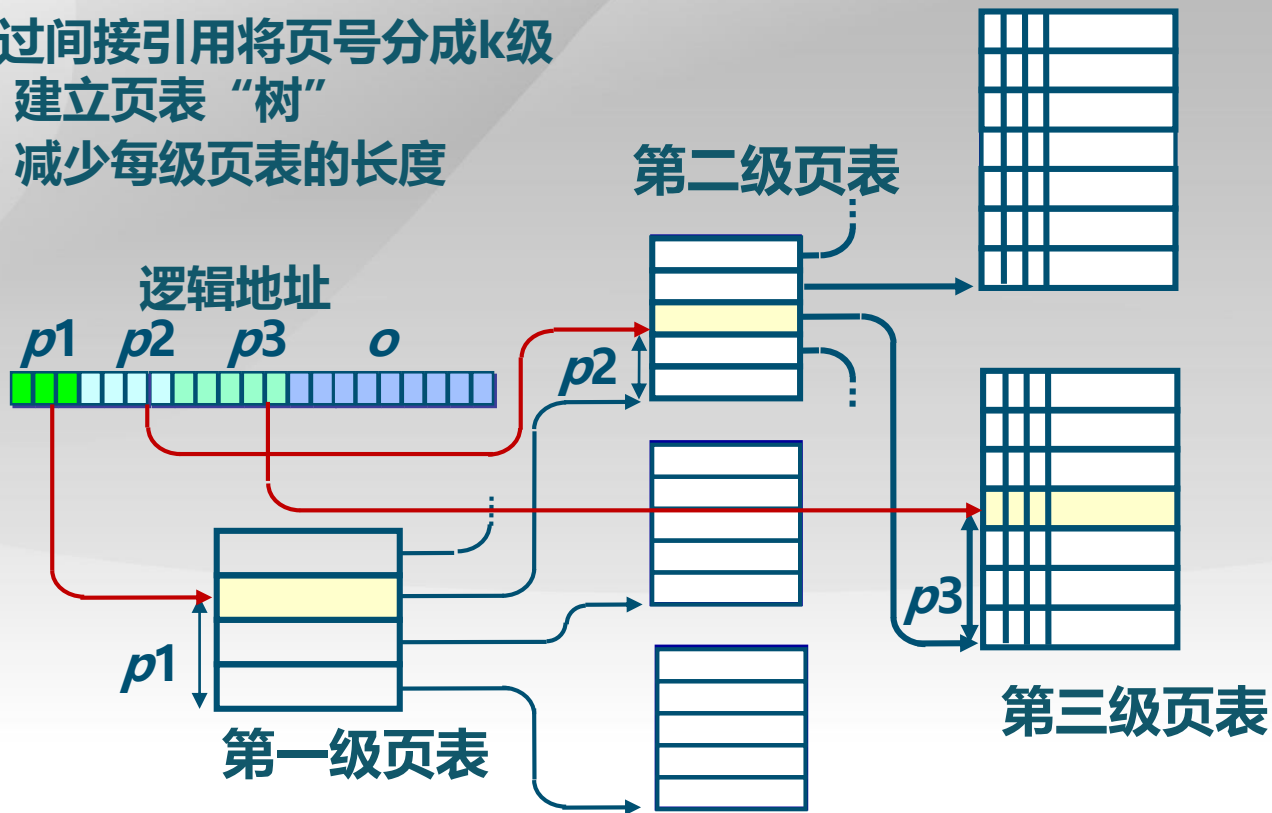 过间接引用将页号分成k级
建立页表“树”
减少每级页表的长度
第二级页表
逻辑地址
p1 p2 p3 o
p2
p3
p1
第三级页表
第一级页表